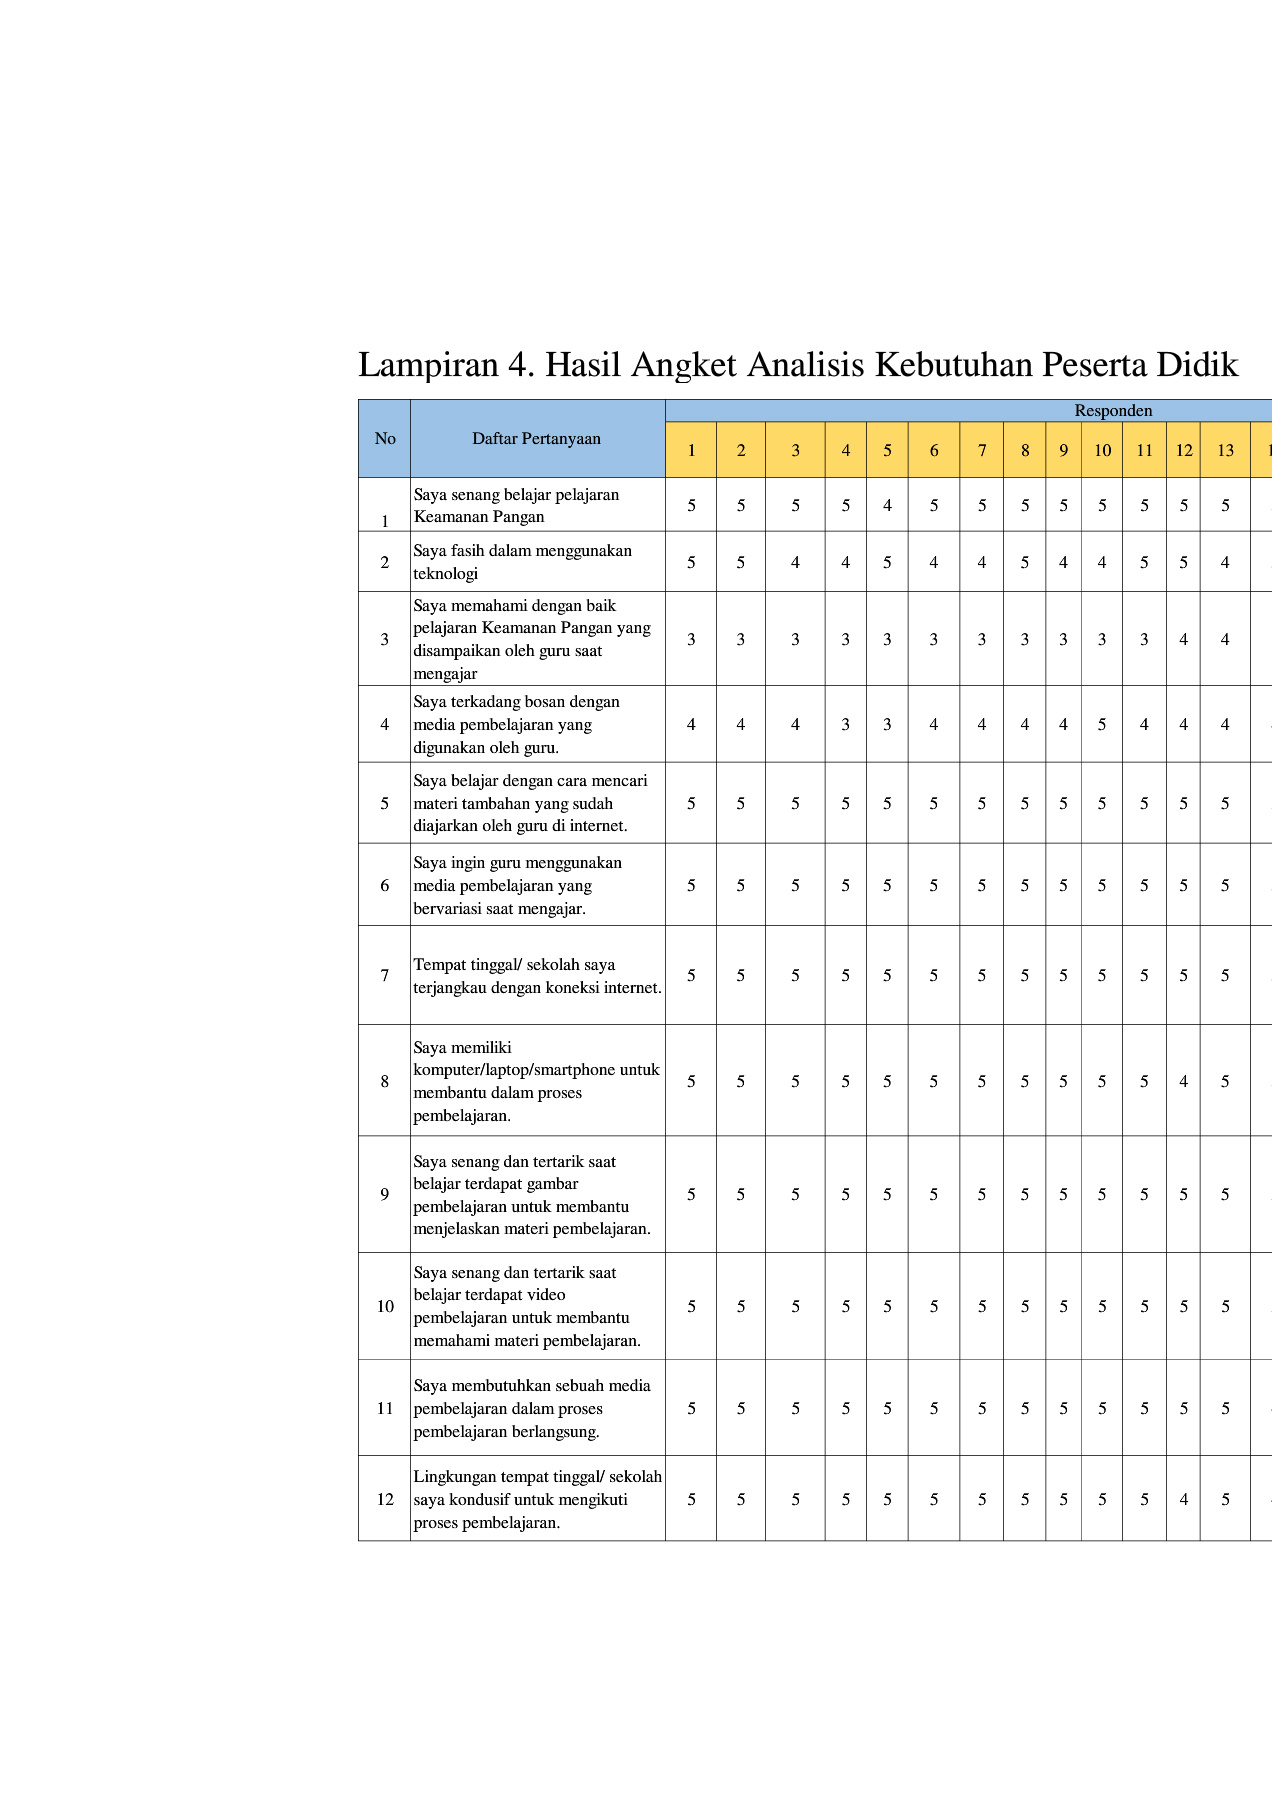 Lampiran 4. Hasil Angket Analisis Kebutuhan Peserta Didik
No Daftar Pertanyaan Responden
1 2 3 4 5 6 7 8 9 10 11 12 13
1 Saya senang belajar pelajaran
Keamanan Pangan
5 5 5 5 4 5 5 5 5 5 5 5 5
2 Saya fasih dalam menggunakan
teknologi
5 5 4 4 5 4 4 5 4 4 5 5 4
3 Saya memahami dengan baik
pelajaran Keamanan Pangan yang
disampaikan oleh guru saat
mengajar
3 3 3 3 3 3 3 3 3 3 3 4 4
4 Saya terkadang bosan dengan
media pembelajaran yang
digunakan oleh guru.
4 4 4 3 3 4 4 4 4 5 4 4 4
5 Saya belajar dengan cara mencari
materi tambahan yang sudah
diajarkan oleh guru di internet.
5 5 5 5 5 5 5 5 5 5 5 5 5
6 Saya ingin guru menggunakan
media pembelajaran yang
bervariasi saat mengajar.
5 5 5 5 5 5 5 5 5 5 5 5 5
7 Tempat tinggal/ sekolah saya
terjangkau dengan koneksi internet.
5 5 5 5 5 5 5 5 5 5 5 5 5
8 Saya memiliki
komputer/laptop/smartphone untuk
membantu dalam proses
pembelajaran.
5 5 5 5 5 5 5 5 5 5 5 4 5
9 Saya senang dan tertarik saat
belajar terdapat gambar
pembelajaran untuk membantu
menjelaskan materi pembelajaran.
5 5 5 5 5 5 5 5 5 5 5 5 5
10 Saya senang dan tertarik saat
belajar terdapat video
pembelajaran untuk membantu
memahami materi pembelajaran.
5 5 5 5 5 5 5 5 5 5 5 5 5
11 Saya membutuhkan sebuah media
pembelajaran dalam proses
pembelajaran berlangsung.
5 5 5 5 5 5 5 5 5 5 5 5 5
12 Lingkungan tempat tinggal/ sekolah
saya kondusif untuk mengikuti
proses pembelajaran.
5 5 5 5 5 5 5 5 5 5 5 4 5